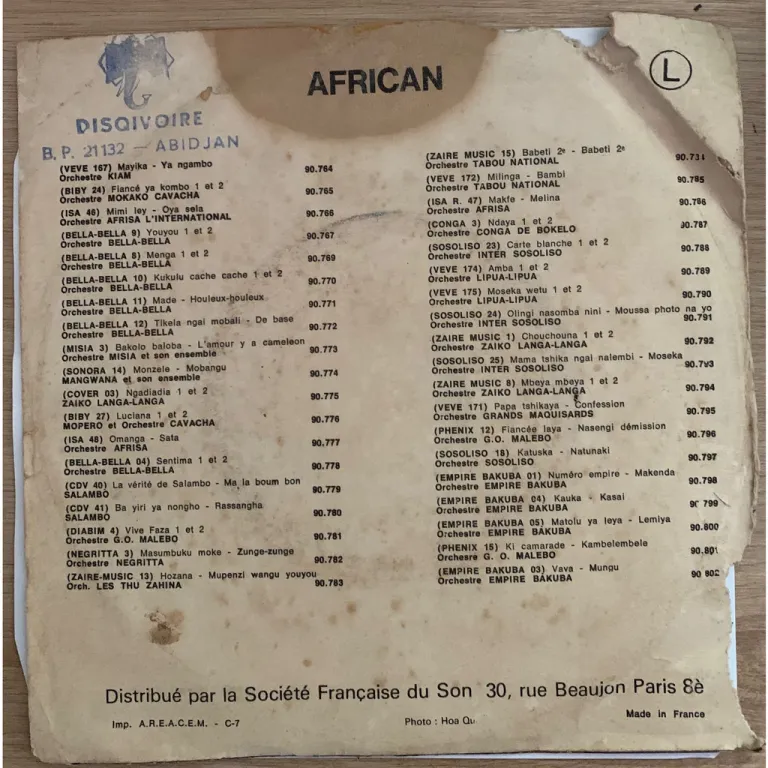 AFRICAN
L
DISQIVOIRE
B. P. 21132 — ABIDJAN
(VEVE 167) Mayika - Ya ngambo
Orchestre KIAM 90.764
(BIBY 24) Fiancé ya kombo 1 et 2
Orchestre MOKAKO CAVACHA 90.765
(ISA 46) Mimi ley - Oya sela
Orchestre AFRISA L'INTERNATIONAL 90.766
(BELLA-BELLA 9) Youyou 1 et 2
Orchestre BELLA-BELLA 90.767
(BELLA-BELLA 8) Menga 1 et 2
Orchestre BELLA-BELLA 90.769
(BELLA-BELLA 10) Kukulu cache cache 1 et 2
Orchestre BELLA-BELLA 90.770
(BELLA-BELLA 11) Made - Houleux-houleux
Orchestre BELLA-BELLA 90.771
(BELLA-BELLA 12) Tikela ngai mobali - De base
Orchestre BELLA-BELLA 90.772
(MISIA 3) Bakolo baloba - L'amour y a cameleon
Orchestre MISIA et son ensemble 90.773
(SONORA 14) Monzele - Mobangu
MANGWANA et son ensemble 90.774
(COVER 03) Ngadiadia 1 et 2
ZAIKO LANGA-LANGA 90.775
(BIBY 27) Luciana 1 et 2
MOPERO et Orchestre CAVACHA 90.776
(ISA 48) Omanga - Sata
Orchestre AFRISA 90.777
(BELLA-BELLA 04) Sentima 1 et 2
Orchestre BELLA-BELLA 90.778
(CDV 40) La vérité de Salambo - Ma la boum bon
SALAMBO 90.779
(CDV 41) Ba yiri ya nongho - Rassangha
SALAMBO 90.780
(DIABIM 4) Vive Faza 1 et 2
Orchestre G.O. MALEBO 90.781
(NEGRITTA 3) Masumbuku moke - Zunge-zunge
Orchestre NEGRITTA 90.782
(ZAIRE-MUSIC 13) Hozana - Mupenzi wangu youyou
Orch. LES THU ZAHINA 90.783
(ZAIRE MUSIC 15) Babeti 2e - Babeti 2e
Orchestre TABOU NATIONAL 90.731
(VEVE 172) Milinga - Bambi
Orchestre TABOU NATIONAL 90.785
(ISA R. 47) Makfe - Melina
Orchestre AFRISA 90.786
(CONGA 3) Ndaya 1 et 2
Orchestre CONGA DE BOKELO 90.787
(SOSOLISO 23) Carte blanche 1 et 2
Orchestre INTER SOSOLISO 90.788
(VEVE 174) Amba 1 et 2
Orchestre LIPUA-LIPUA 90.789
(VEVE 175) Moseka wetu 1 et 2
Orchestre LIPUA-LIPUA 90.790
(SOSOLISO 24) Olingi nasomba nini - Moussa photo na yo
Orchestre INTER SOSOLISO 90.791
(ZAIRE MUSIC 1) Chouchouna 1 et 2
Orchestre ZAIKO LANGA-LANGA 90.792
(SOSOLISO 25) Mama tshika ngai nalembi - Moseka
Orchestre INTER SOSOLISO 90.793
(ZAIRE MUSIC 8) Mbeya mbeya 1 et 2
Orchestre ZAIKO LANGA-LANGA 90.794
(VEVE 171) Papa tshikaya - Confession
Orchestre GRANDS MAQUISARDS 90.795
(PHENIX 12) Fiancée laya - Nasengi démission
Orchestre G.O. MALEBO 90.796
(SOSOLISO 18) Katuska - Natunaki
Orchestre SOSOLISO 90.797
(EMPIRE BAKUBA 01) Numéro empire - Makenda
Orchestre EMPIRE BAKUBA 90.798
(EMPIRE BAKUBA 04) Kauka - Kasai
Orchestre EMPIRE BAKUBA 90 799
(EMPIRE BAKUBA 05) Matolu ya leya - Lemiya
Orchestre EMPIRE BAKUBA 90.800
(PHENIX 15) Ki camarade - Kambelembele
Orchesre G. O. MALEBO 90.801
(EMPIRE BAKUBA 03) Vava - Mungu
Orchestre EMPIRE BAKUBA 90 802
Distribué par la Société Française du Son 30, rue Beaujon Paris 8è
Imp. A.R.E.A.C.E.M. - C-7 Photo : Hoa Qu Made in France